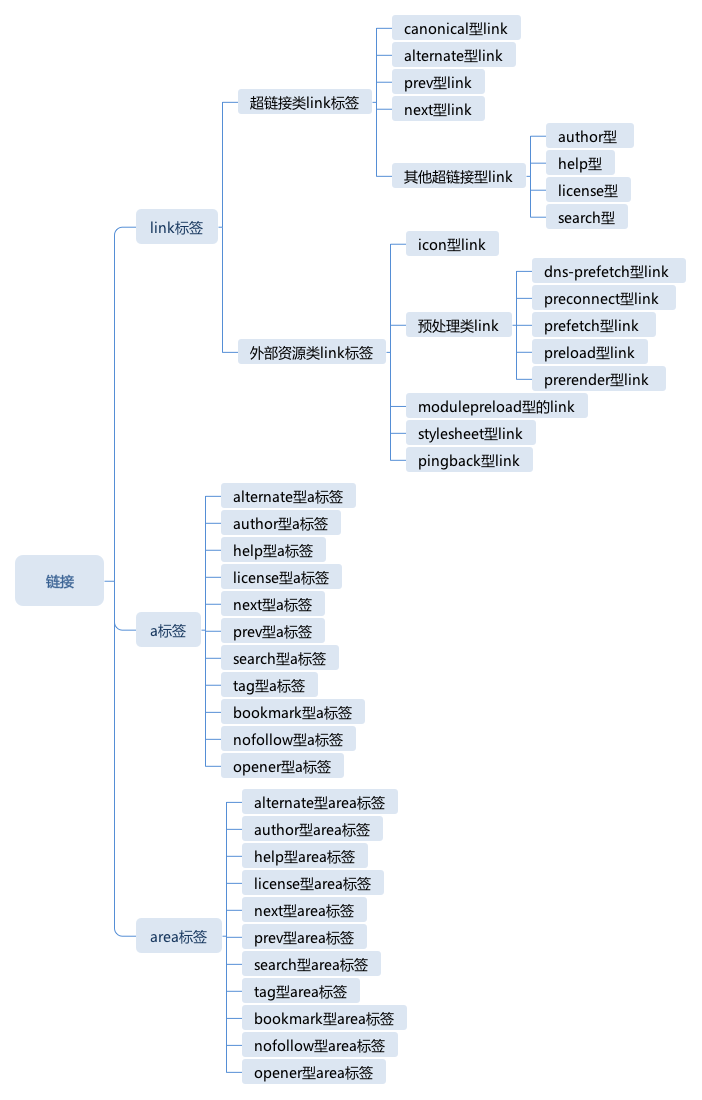 链接
link标签
超链接类link标签
canonical型link
alternate型link
prev型link
next型link
其他超链接型link
author型
help型
license型
search型
外部资源类link标签
icon型link
预处理类link
dns-prefetch型link
preconnect型link
prefetch型link
preload型link
prerender型link
modulepreload型的link
stylesheet型link
pingback型link
a标签
alternate型a标签
author型a标签
help型a标签
license型a标签
next型a标签
prev型a标签
search型a标签
tag型a标签
bookmark型a标签
nofollow型a标签
opener型a标签
area标签
alternate型area标签
author型area标签
help型area标签
license型area标签
next型area标签
prev型area标签
search型area标签
tag型area标签
bookmark型area标签
nofollow型area标签
opener型area标签